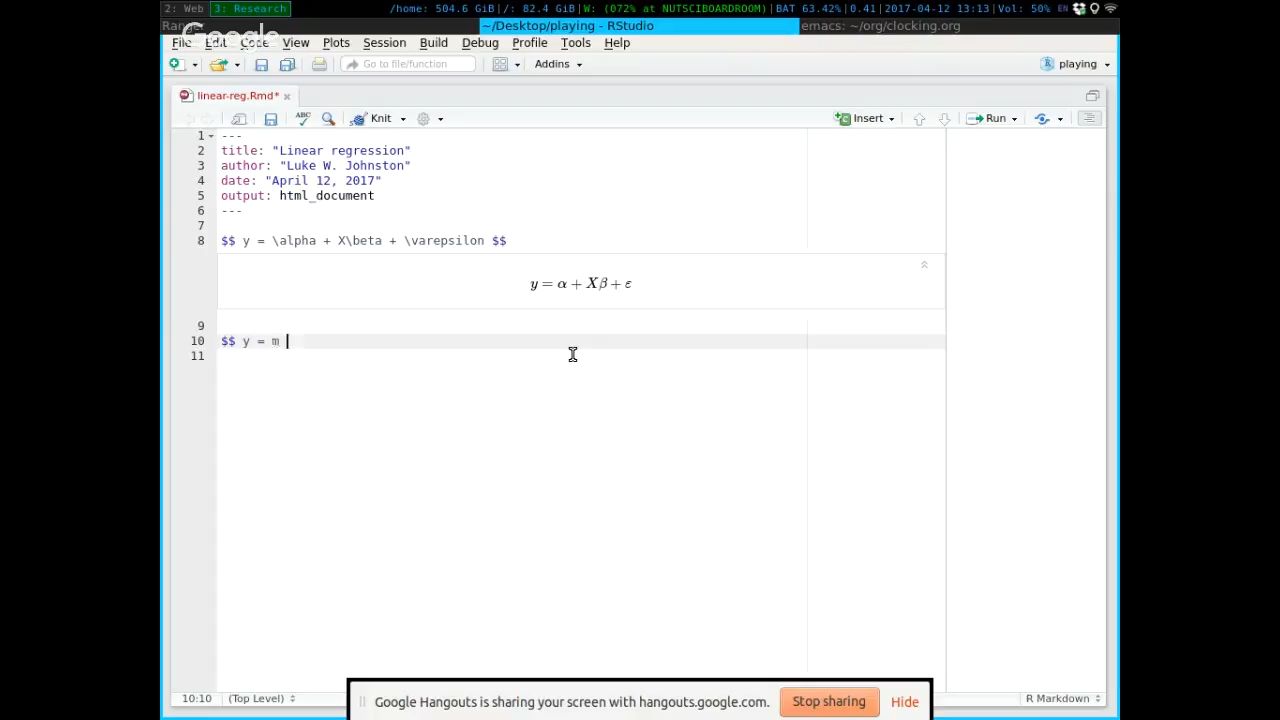 2: Web 3: Research /home: 504.6 GiB|/: 82.4 GiB|W: (072% at NUTSCIBOARDROOM)|BAT 63.42%|0.41|2017-04-12 13:13|Vol: 50% EN
~/Desktop/playing - RStudio emacs: ~/org/clocking.org
Google
File Edit Code View Plots Session Build Debug Profile Tools Help
Go to file/function Addins playing
linear-reg.Rmd*
ABC Knit Insert Run
1 ---
2 title: "Linear regression"
3 author: "Luke W. Johnston"
4 date: "April 12, 2017"
5 output: html_document
6 ---
7
8 $$ y = \alpha + X\beta + \varepsilon $$
y = α + Xβ + ε
9
10 $$ y = m
11
10:10 (Top Level) R Markdown
Google Hangouts is sharing your screen with hangouts.google.com. Stop sharing Hide